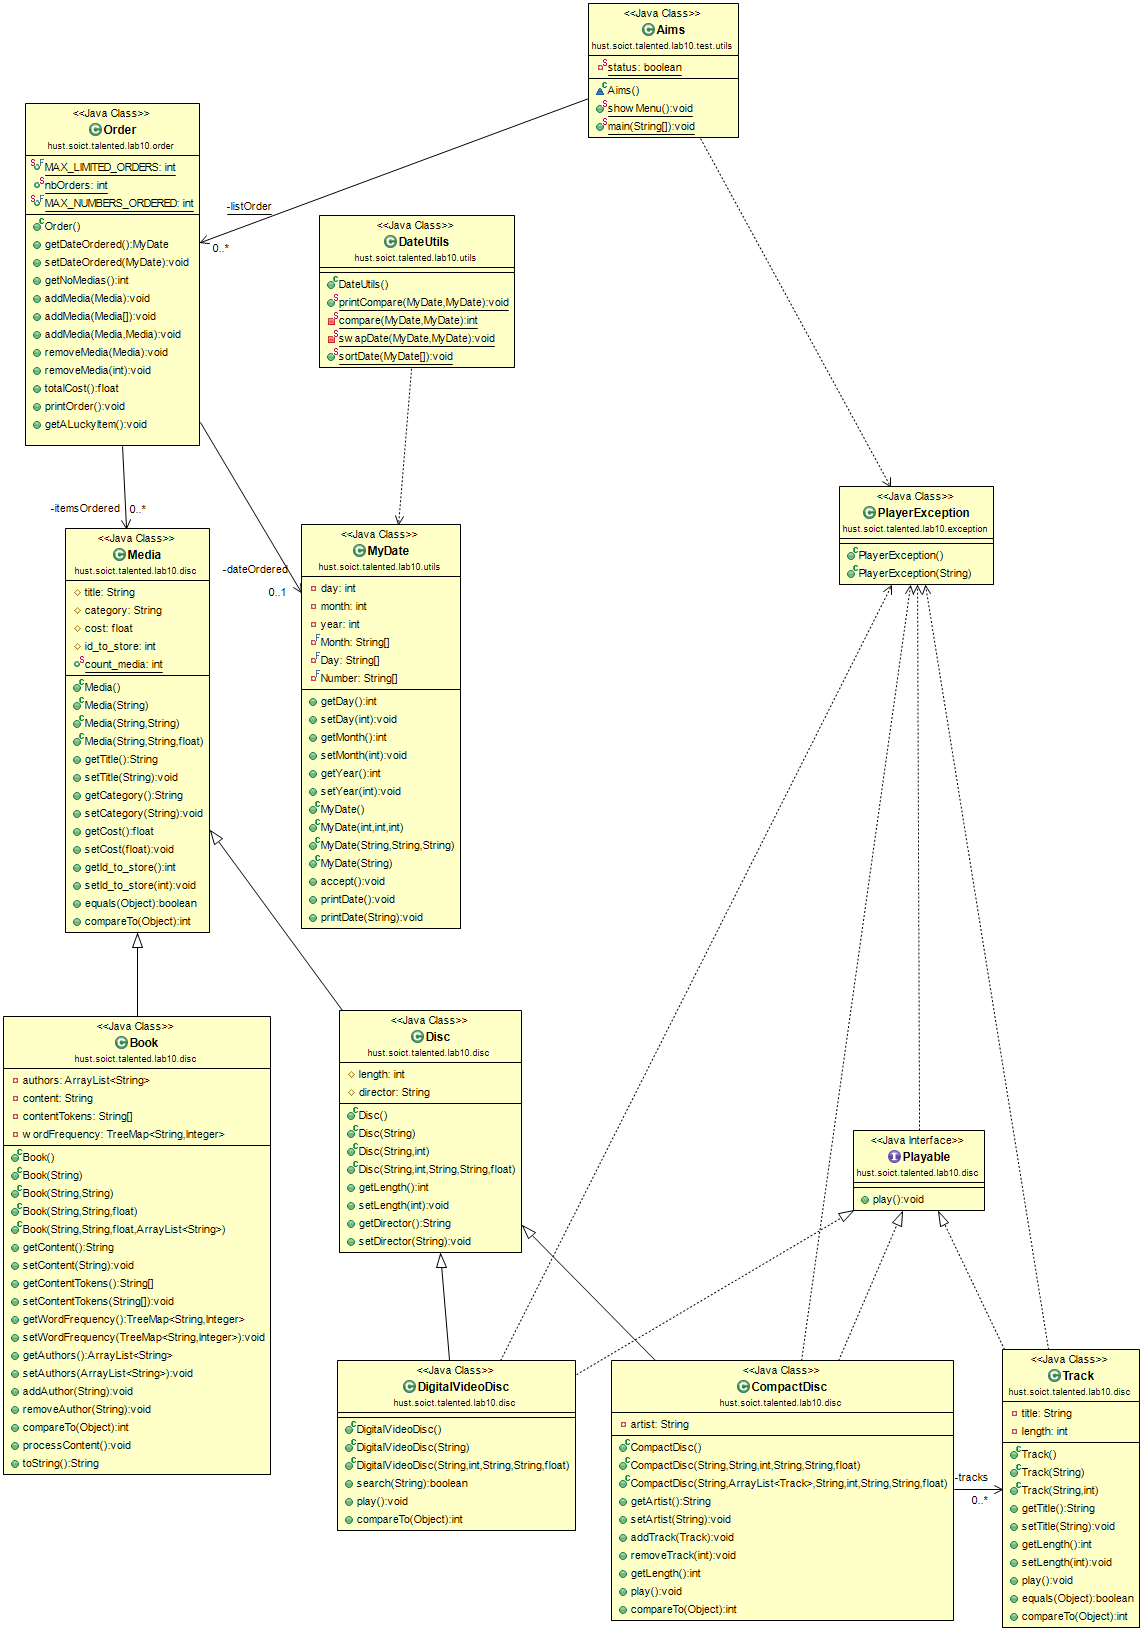 <<Java Class>>
Aims
hust.soict.talented.lab10.test.utils
status: boolean
Aims()
showMenu():void
main(String[]):void
<<Java Class>>
Order
hust.soict.talented.lab10.order
MAX_LIMITED_ORDERS: int
nbOrders: int
MAX_NUMBERS_ORDERED: int
Order()
getDateOrdered():MyDate
setDateOrdered(MyDate):void
getNoMedias():int
addMedia(Media):void
addMedia(Media[]):void
addMedia(Media,Media):void
removeMedia(Media):void
removeMedia(int):void
totalCost():float
printOrder():void
getALuckyItem():void
-listOrder
0..*
<<Java Class>>
DateUtils
hust.soict.talented.lab10.utils
DateUtils()
printCompare(MyDate,MyDate):void
compare(MyDate,MyDate):int
swapDate(MyDate,MyDate):void
sortDate(MyDate[]):void
-itemsOrdered
0..*
-dateOrdered
0..1
<<Java Class>>
PlayerException
hust.soict.talented.lab10.exception
PlayerException()
PlayerException(String)
<<Java Class>>
Media
hust.soict.talented.lab10.disc
title: String
category: String
cost: float
id_to_store: int
count_media: int
Media()
Media(String)
Media(String,String)
Media(String,String,float)
getTitle():String
setTitle(String):void
getCategory():String
setCategory(String):void
getCost():float
setCost(float):void
getId_to_store():int
setId_to_store(int):void
equals(Object):boolean
compareTo(Object):int
<<Java Class>>
MyDate
hust.soict.talented.lab10.utils
day: int
month: int
year: int
Month: String[]
Day: String[]
Number: String[]
getDay():int
setDay(int):void
getMonth():int
setMonth(int):void
getYear():int
setYear(int):void
MyDate()
MyDate(int,int,int)
MyDate(String,String,String)
MyDate(String)
accept():void
printDate():void
printDate(String):void
<<Java Class>>
Book
hust.soict.talented.lab10.disc
authors: ArrayList<String>
content: String
contentTokens: String[]
wordFrequency: TreeMap<String,Integer>
Book()
Book(String)
Book(String,String)
Book(String,String,float)
Book(String,String,float,ArrayList<String>)
getContent():String
setContent(String):void
getContentTokens():String[]
setContentTokens(String[]):void
getWordFrequency():TreeMap<String,Integer>
setWordFrequency(TreeMap<String,Integer>):void
getAuthors():ArrayList<String>
setAuthors(ArrayList<String>):void
addAuthor(String):void
removeAuthor(String):void
compareTo(Object):int
processContent():void
toString():String
<<Java Class>>
Disc
hust.soict.talented.lab10.disc
length: int
director: String
Disc()
Disc(String)
Disc(String,int)
Disc(String,int,String,String,float)
getLength():int
setLength(int):void
getDirector():String
setDirector(String):void
<<Java Interface>>
Playable
hust.soict.talented.lab10.disc
play():void
<<Java Class>>
DigitalVideoDisc
hust.soict.talented.lab10.disc
DigitalVideoDisc()
DigitalVideoDisc(String)
DigitalVideoDisc(String,int,String,String,float)
search(String):boolean
play():void
compareTo(Object):int
<<Java Class>>
CompactDisc
hust.soict.talented.lab10.disc
artist: String
CompactDisc()
CompactDisc(String,String,int,String,String,float)
CompactDisc(String,ArrayList<Track>,String,int,String,String,float)
getArtist():String
setArtist(String):void
addTrack(Track):void
removeTrack(int):void
getLength():int
play():void
compareTo(Object):int
-tracks
0..*
<<Java Class>>
Track
hust.soict.talented.lab10.disc
title: String
length: int
Track()
Track(String)
Track(String,int)
getTitle():String
setTitle(String):void
getLength():int
setLength(int):void
play():void
equals(Object):boolean
compareTo(Object):int